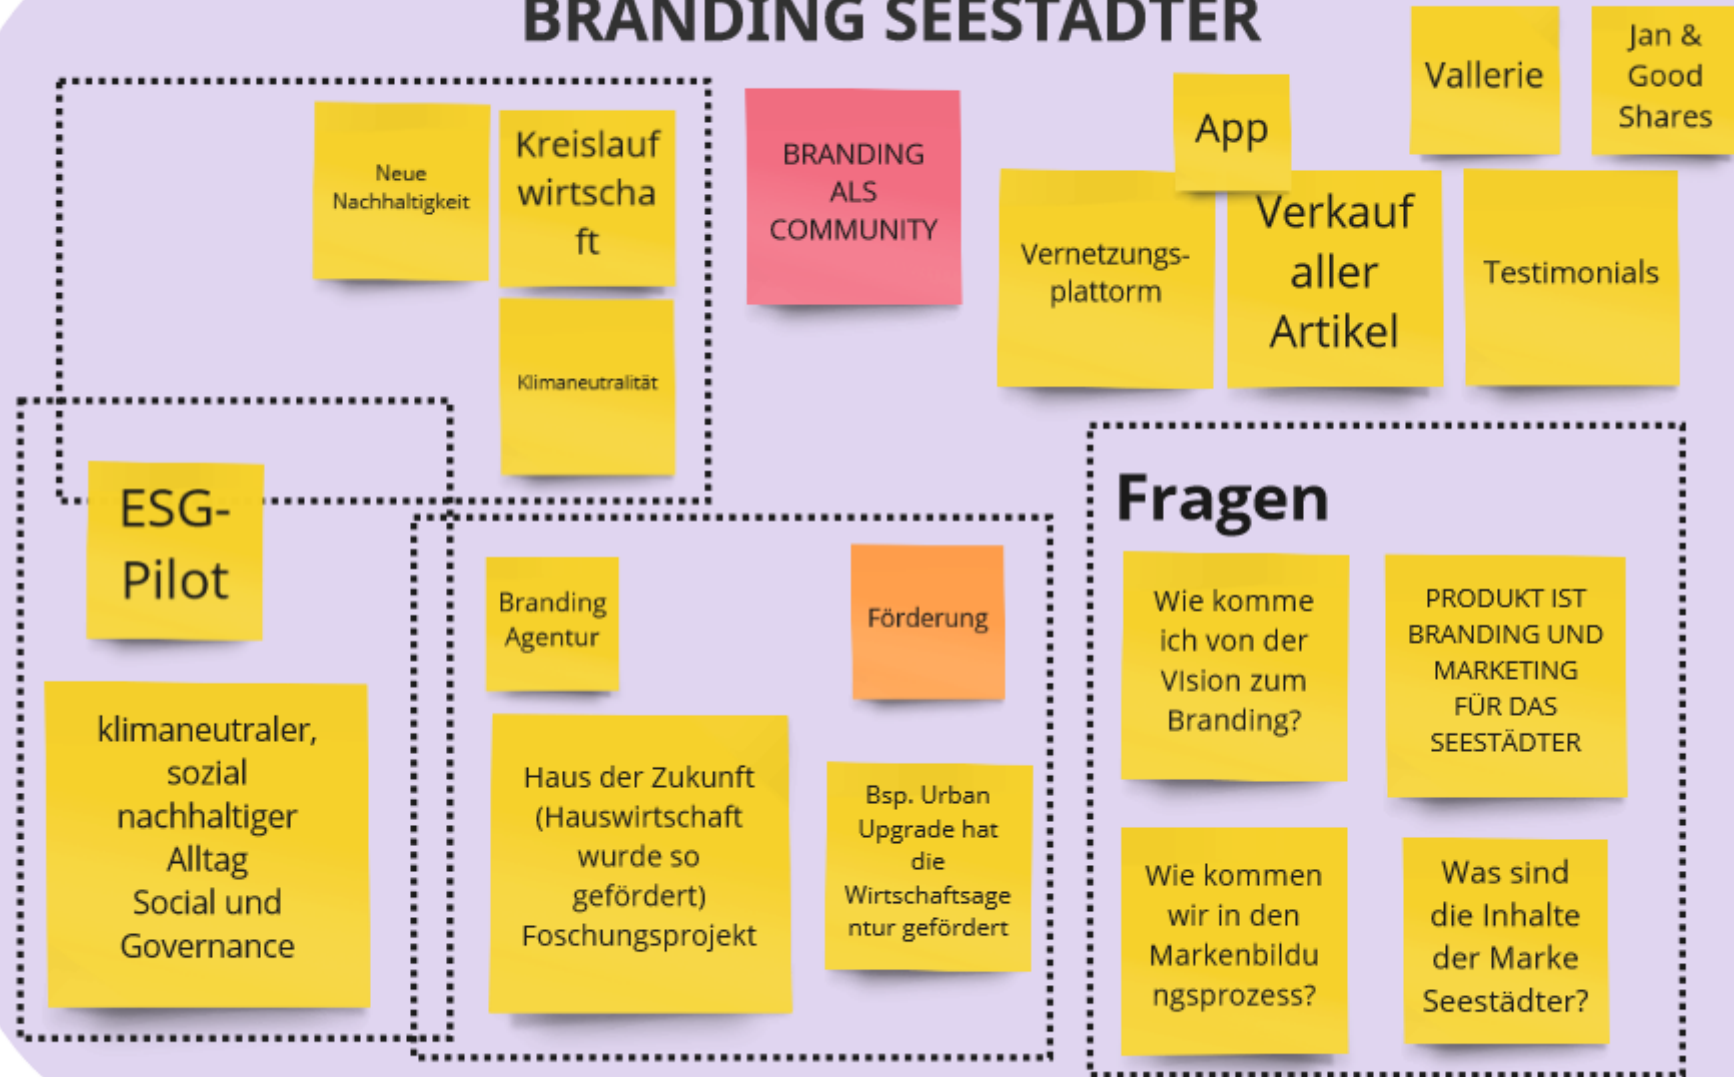 BRANDING SEESTÄDTER
Neue
Nachhaltigkeit
Kreislauf
wirtscha
ft
Klimaneutralität
BRANDING
ALS
COMMUNITY
App
Vallerie
Jan &
Good
Shares
Vernetzungs-
plattorm
Verkauf
aller
Artikel
Testimonials
ESG-
Pilot
klimaneutraler,
sozial
nachhaltiger
Alltag
Social und
Governance
Branding
Agentur
Förderung
Haus der Zukunft
(Hauswirtschaft
wurde so
gefördert)
Foschungsprojekt
Bsp. Urban
Upgrade hat
die
Wirtschaftsage
ntur gefördert
Fragen
Wie komme
ich von der
VIsion zum
Branding?
PRODUKT IST
BRANDING UND
MARKETING
FÜR DAS
SEESTÄDTER
Wie kommen
wir in den
Markenbildu
ngsprozess?
Was sind
die Inhalte
der Marke
Seestädter?